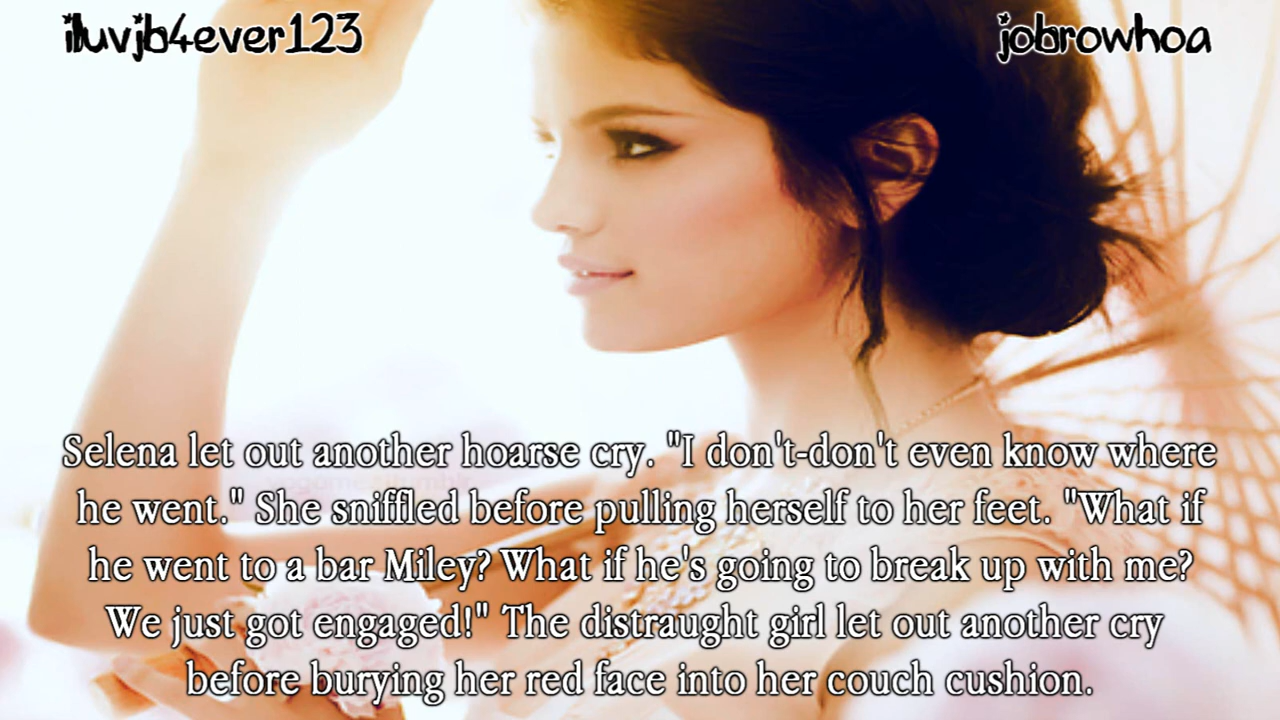 iluvjb4ever123
jobrowhoa
Selena let out another hoarse cry. "I don't-don't even know where
he went." She sniffled before pulling herself to her feet. "What if
he went to a bar Miley? What if he's going to break up with me?
We just got engaged!" The distraught girl let out another cry
before burying her red face into her couch cushion.